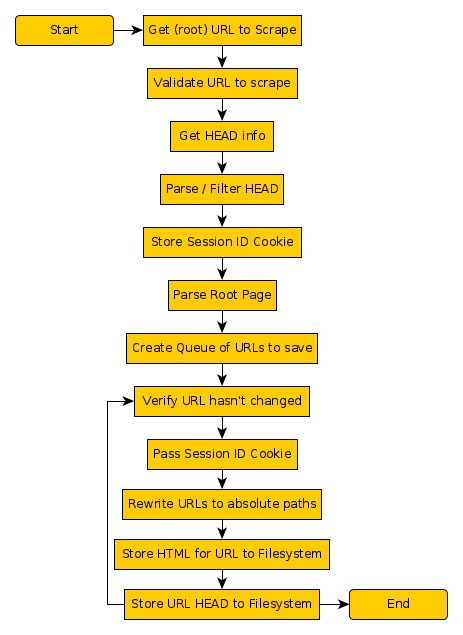 Start
Get (root) URL to Scrape
Validate URL to scrape
Get HEAD info
Parse / Filter HEAD
Store Session ID Cookie
Parse Root Page
Create Queue of URLs to save
Verify URL hasn't changed
Pass Session ID Cookie
Rewrite URLs to absolute paths
Store HTML for URL to Filesystem
Store URL HEAD to Filesystem
End